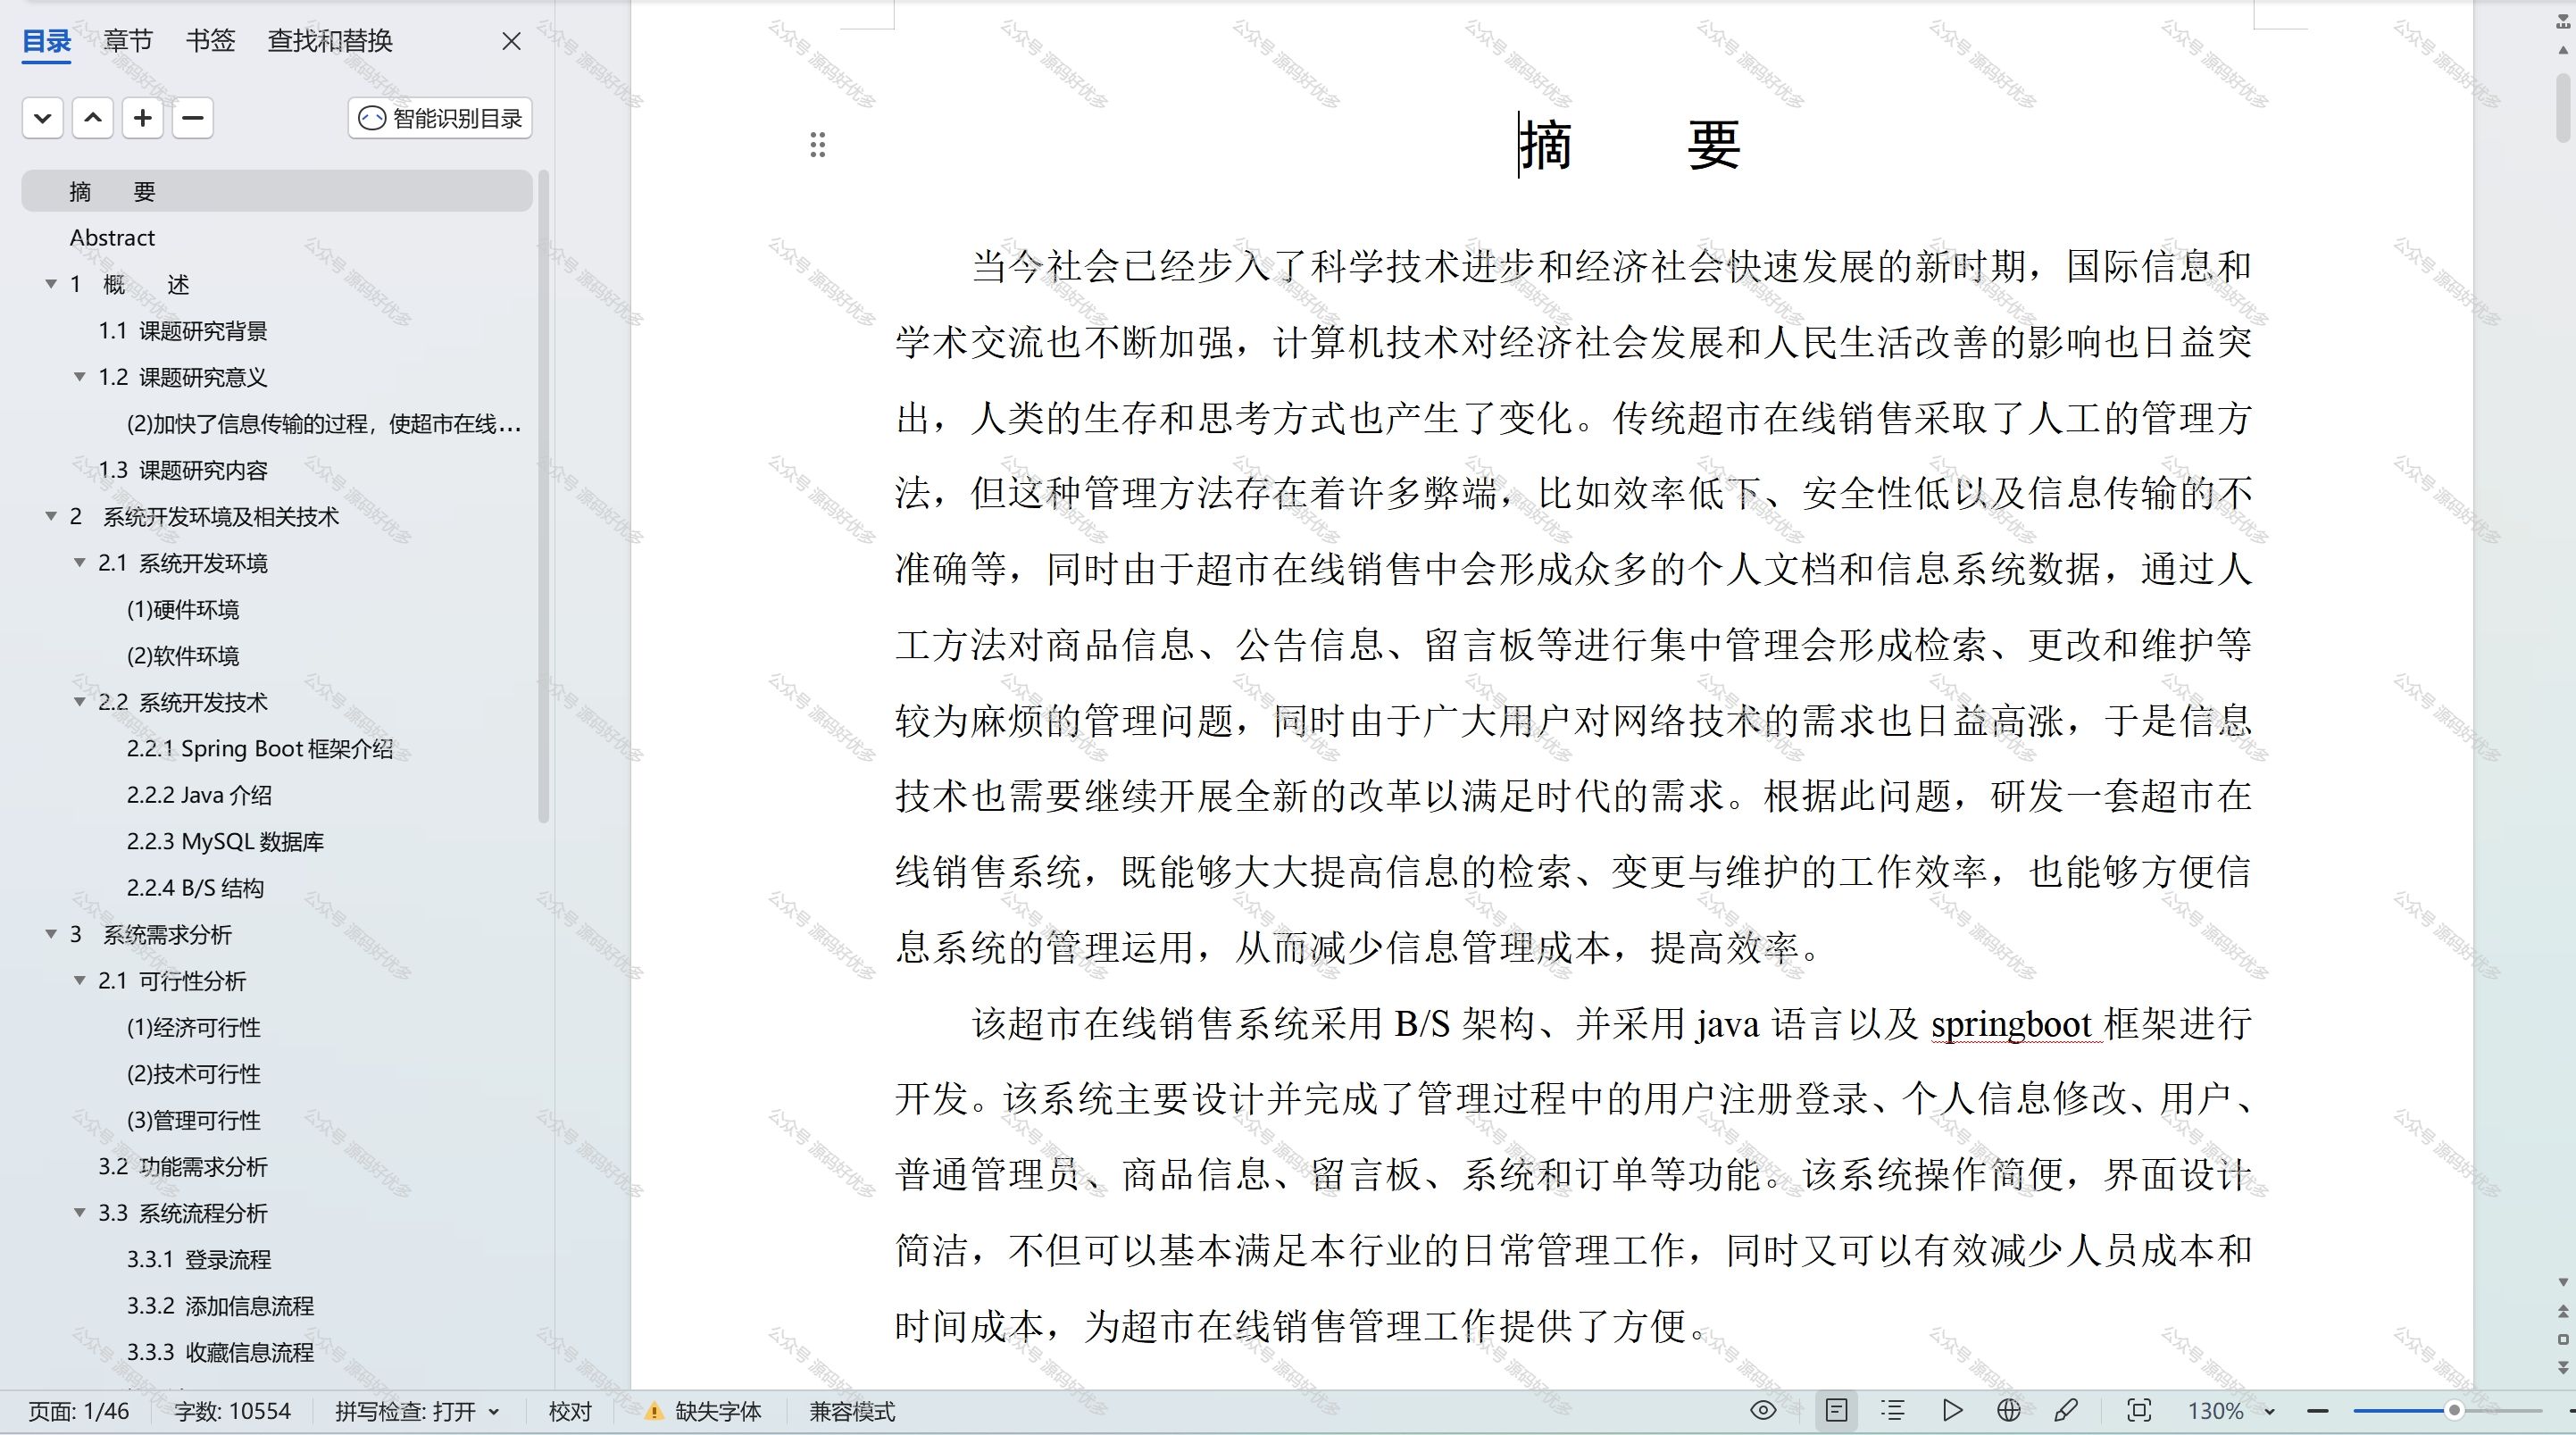 目录 章节 书签 查找和替换
智能识别目录
摘 要
Abstract
1 概 述
1.1 课题研究背景
1.2 课题研究意义
(2)加快了信息传输的过程，使超市在线...
1.3 课题研究内容
2 系统开发环境及相关技术
2.1 系统开发环境
(1)硬件环境
(2)软件环境
2.2 系统开发技术
2.2.1 Spring Boot 框架介绍
2.2.2 Java 介绍
2.2.3 MySQL 数据库
2.2.4 B/S 结构
3 系统需求分析
2.1 可行性分析
(1)经济可行性
(2)技术可行性
(3)管理可行性
3.2 功能需求分析
3.3 系统流程分析
3.3.1 登录流程
3.3.2 添加信息流程
3.3.3 收藏信息流程
摘 要
当今社会已经步入了科学技术进步和经济社会快速发展的新时期，国际信息和
学术交流也不断加强，计算机技术对经济社会发展和人民生活改善的影响也日益突
出，人类的生存和思考方式也产生了变化。传统超市在线销售采取了人工的管理方
法，但这种管理方法存在着许多弊端，比如效率低下、安全性低以及信息传输的不
准确等，同时由于超市在线销售中会形成众多的个人文档和信息系统数据，通过人
工方法对商品信息、公告信息、留言板等进行集中管理会形成检索、更改和维护等
较为麻烦的管理问题，同时由于广大用户对网络技术的需求也日益高涨，于是信息
技术也需要继续开展全新的改革以满足时代的需求。根据此问题，研发一套超市在
线销售系统，既能够大大提高信息的检索、变更与维护的工作效率，也能够方便信
息系统的管理运用，从而减少信息管理成本，提高效率。
该超市在线销售系统采用 B/S 架构、并采用 java 语言以及 springboot 框架进行
开发。该系统主要设计并完成了管理过程中的用户注册登录、个人信息修改、用户、
普通管理员、商品信息、留言板、系统和订单等功能。该系统操作简便，界面设计
简洁，不但可以基本满足本行业的日常管理工作，同时又可以有效减少人员成本和
时间成本，为超市在线销售管理工作提供了方便。
页面: 1/46 字数: 10554 拼写检查: 打开 校对 缺失字体 兼容模式 130%
公众号 源码好优多